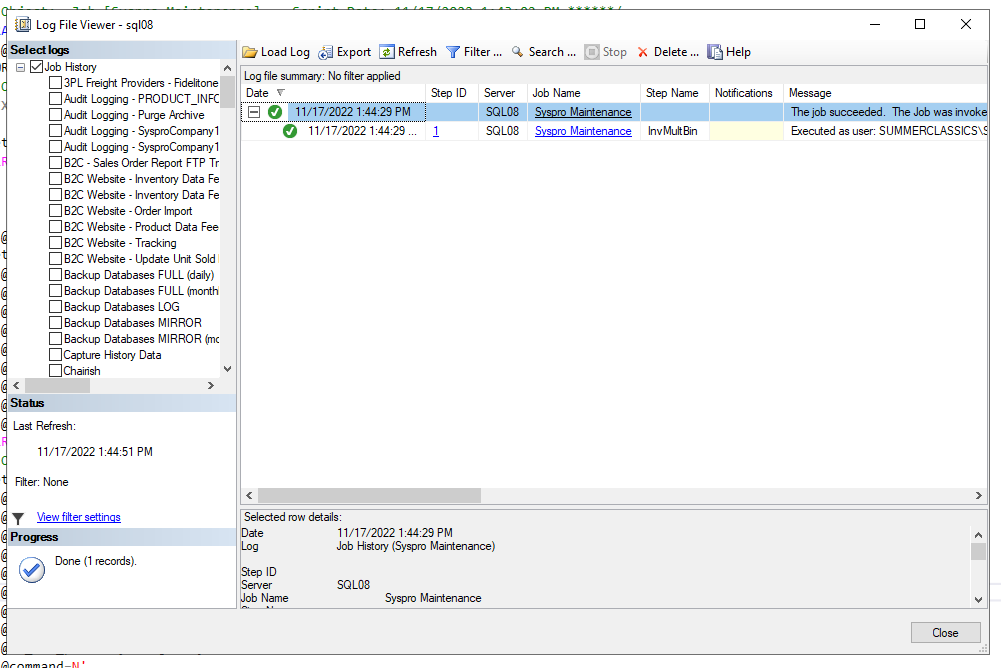 Log File Viewer - sql08
Select logs
Job History
3PL Freight Providers - Fidelitone
Audit Logging - PRODUCT_INFO
Audit Logging - Purge Archive
Audit Logging - SysproCompany1
Audit Logging - SysproCompany1
B2C - Sales Order Report FTP Tr
B2C Website - Inventory Data Fe
B2C Website - Inventory Data Fe
B2C Website - Order Import
B2C Website - Product Data Fee
B2C Website - Tracking
B2C Website - Update Unit Sold
Backup Databases FULL (daily)
Backup Databases FULL (month
Backup Databases LOG
Backup Databases MIRROR
Backup Databases MIRROR (mo
Capture History Data
Chairish
Status
Last Refresh:
11/17/2022 1:44:51 PM
Filter: None
View filter settings
Progress
Done (1 records).
Load Log Export Refresh Filter ... Search ... Stop Delete ... Help
Log file summary: No filter applied
Date Step ID Server Job Name Step Name Notifications Message
11/17/2022 1:44:29 PM SQL08 Syspro Maintenance The job succeeded. The Job was invoke
11/17/2022 1:44:29 ... 1 SQL08 Syspro Maintenance InvMultBin Executed as user: SUMMERCLASSICS\S
Selected row details:
Date 11/17/2022 1:44:29 PM
Log Job History (Syspro Maintenance)
Step ID
Server SQL08
Job Name Syspro Maintenance
Close
@command=N'